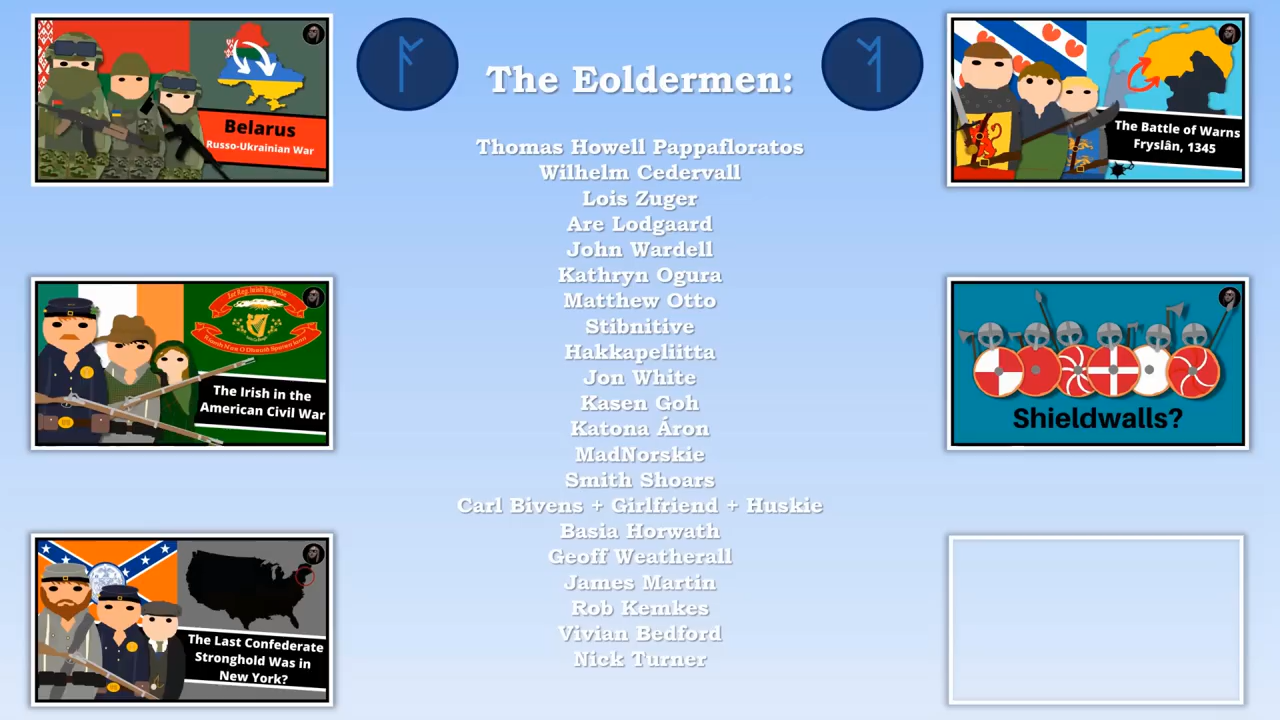 The Eoldermen:
Thomas Howell Pappafloratos
Wilhelm Cedervall
Lois Zuger
Are Lodgaard
John Wardell
Kathryn Ogura
Matthew Otto
Stibnitive
Hakkapeliitta
Jon White
Kasen Goh
Katona Áron
MadNorskie
Smith Shoars
Carl Bivens + Girlfriend + Huskie
Basia Horwath
Geoff Weatherall
James Martin
Rob Kemkes
Vivian Bedford
Nick Turner
Belarus
Russo-Ukrainian War
The Irish in the
American Civil War
The Last Confederate
Stronghold Was in
New York?
The Battle of Warns
Fryslân, 1345
Shieldwalls?